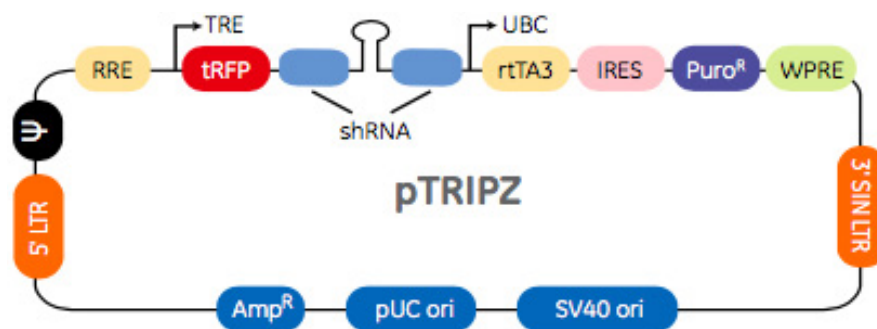 TRE
UBC
RRE
tRFP
rtTA3
IRES
Puroᴿ
WPRE
shRNA
Ψ
pTRIPZ
5' LTR
3' SIN LTR
Ampᴿ
pUC ori
SV40 ori